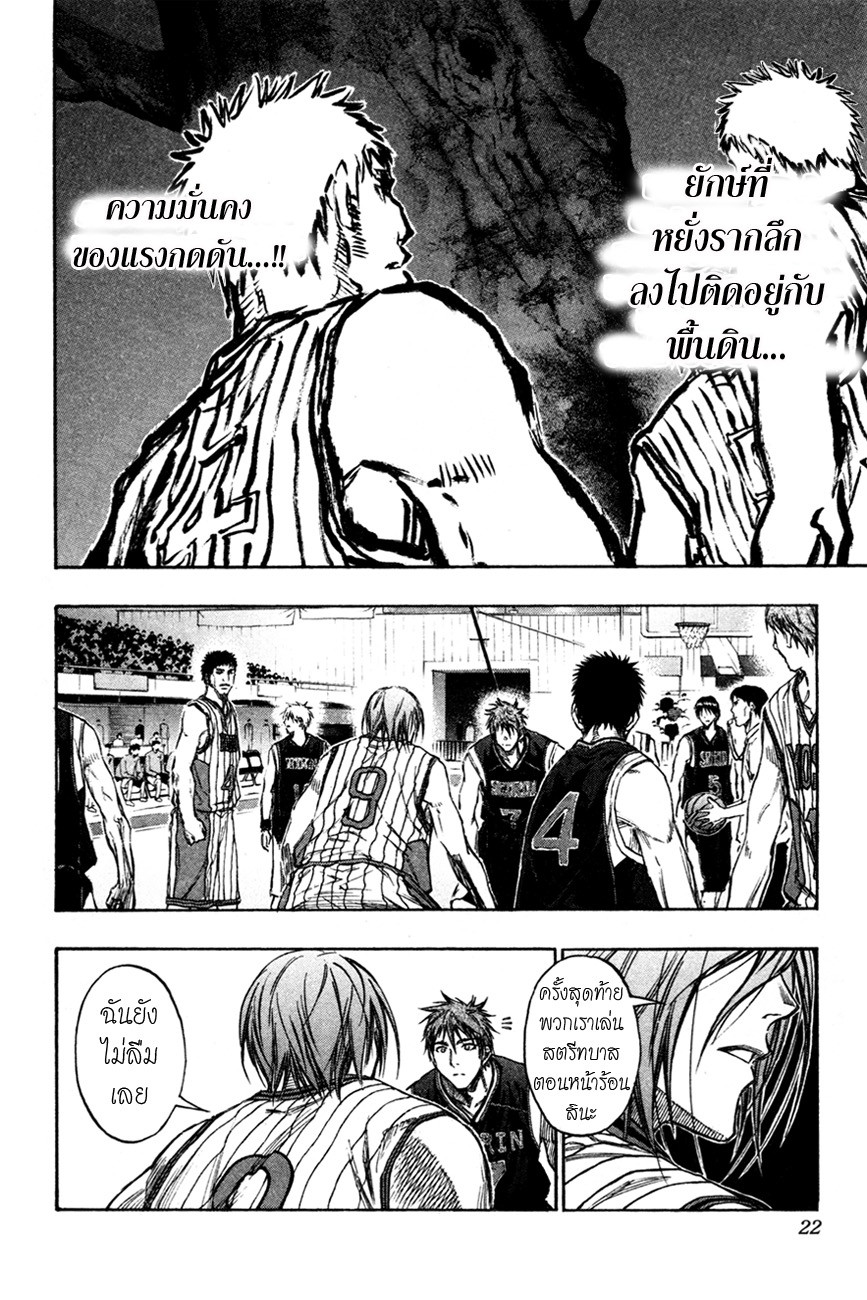 ยักษ์ที่
หยั่งรากลึก
ลงไปติดอยู่กับ
พื้นดิน...
ความมั่นคง
ของแรงกดดัน...!!
4
9
SEIRIN
4
5
ครั้งสุดท้าย
พวกเราเล่น
สตรีทบาส
ตอนหน้าร้อน
สินะ
ฉันยัง
ไม่ลืม
เลย
RIN
22